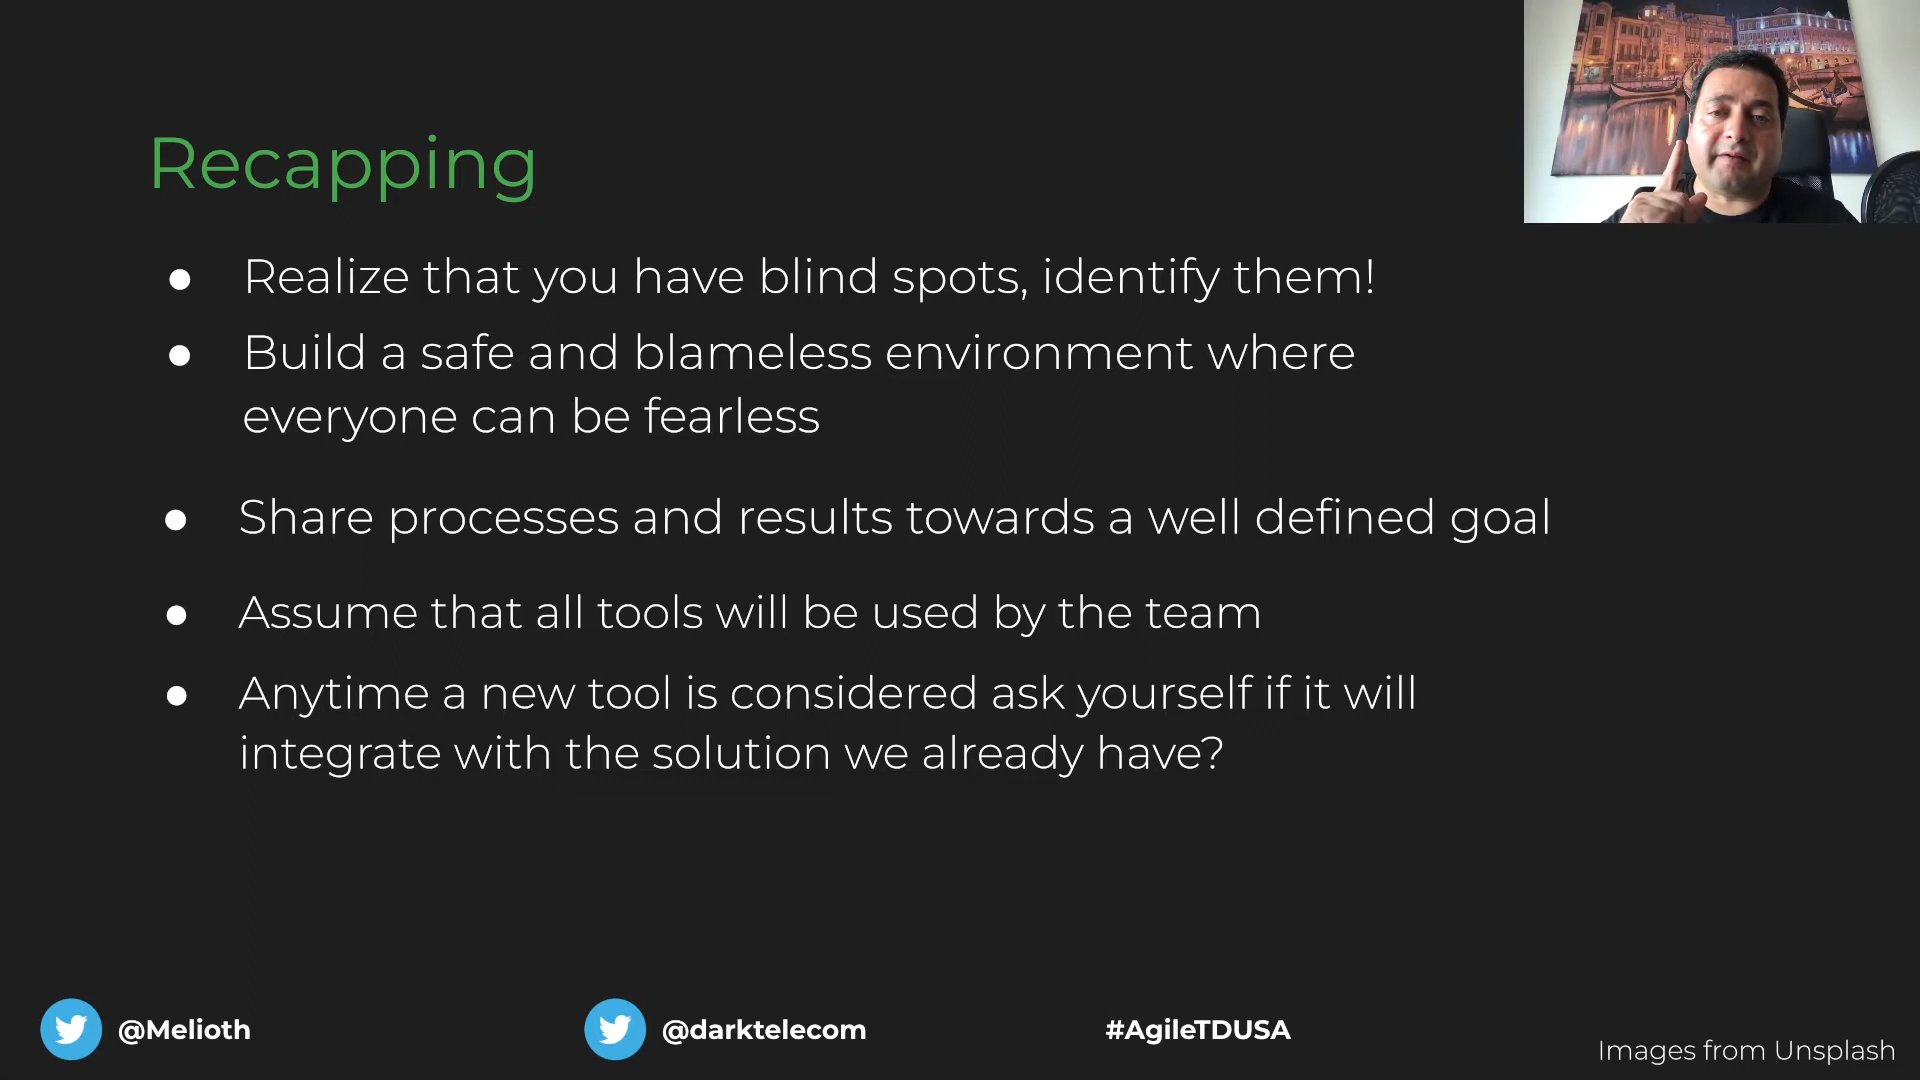 Recapping
● Realize that you have blind spots, identify them!
● Build a safe and blameless environment where
everyone can be fearless
● Share processes and results towards a well defined goal
● Assume that all tools will be used by the team
● Anytime a new tool is considered ask yourself if it will
integrate with the solution we already have?
@Melioth
@darktelecom
#AgileTDUSA
Images from Unsplash